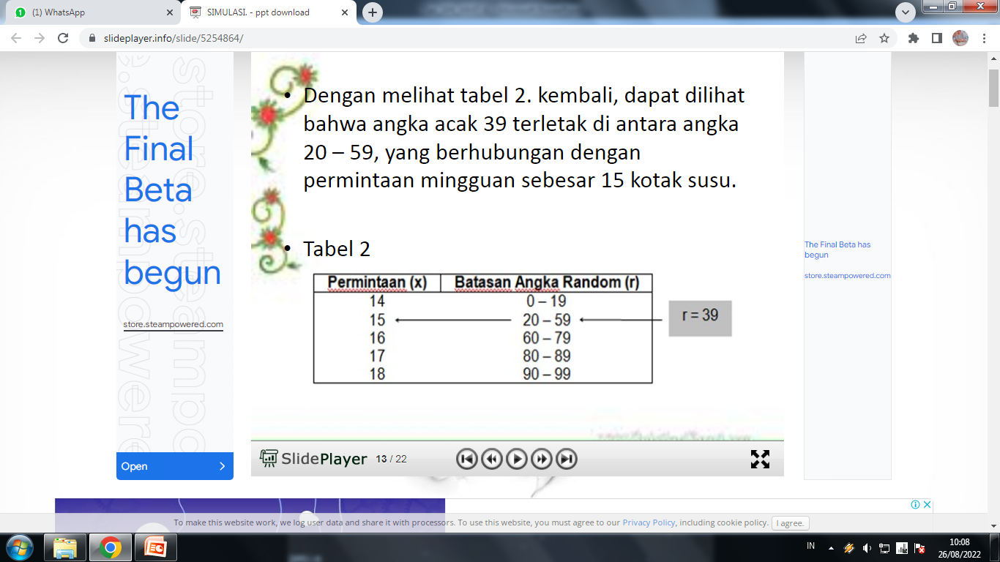 (1) WhatsApp
SIMULASI. - ppt download
slideplayer.info/slide/5254864/
The
Final
Beta
has
begun
store.steampowered.com
Open
• Dengan melihat tabel 2. kembali, dapat dilihat
bahwa angka acak 39 terletak di antara angka
20 – 59, yang berhubungan dengan
permintaan mingguan sebesar 15 kotak susu.
• Tabel 2
Permintaan (x) Batasan Angka Random (r)
14 0 – 19
15 20 – 59 r = 39
16 60 – 79
17 80 – 89
18 90 – 99
The Final Beta has
begun
store.steampowered.com
SlidePlayer 13 / 22
To make this website work, we log user data and share it with processors. To use this website, you must agree to our Privacy Policy, including cookie policy. I agree.
IN
10:08
26/08/2022